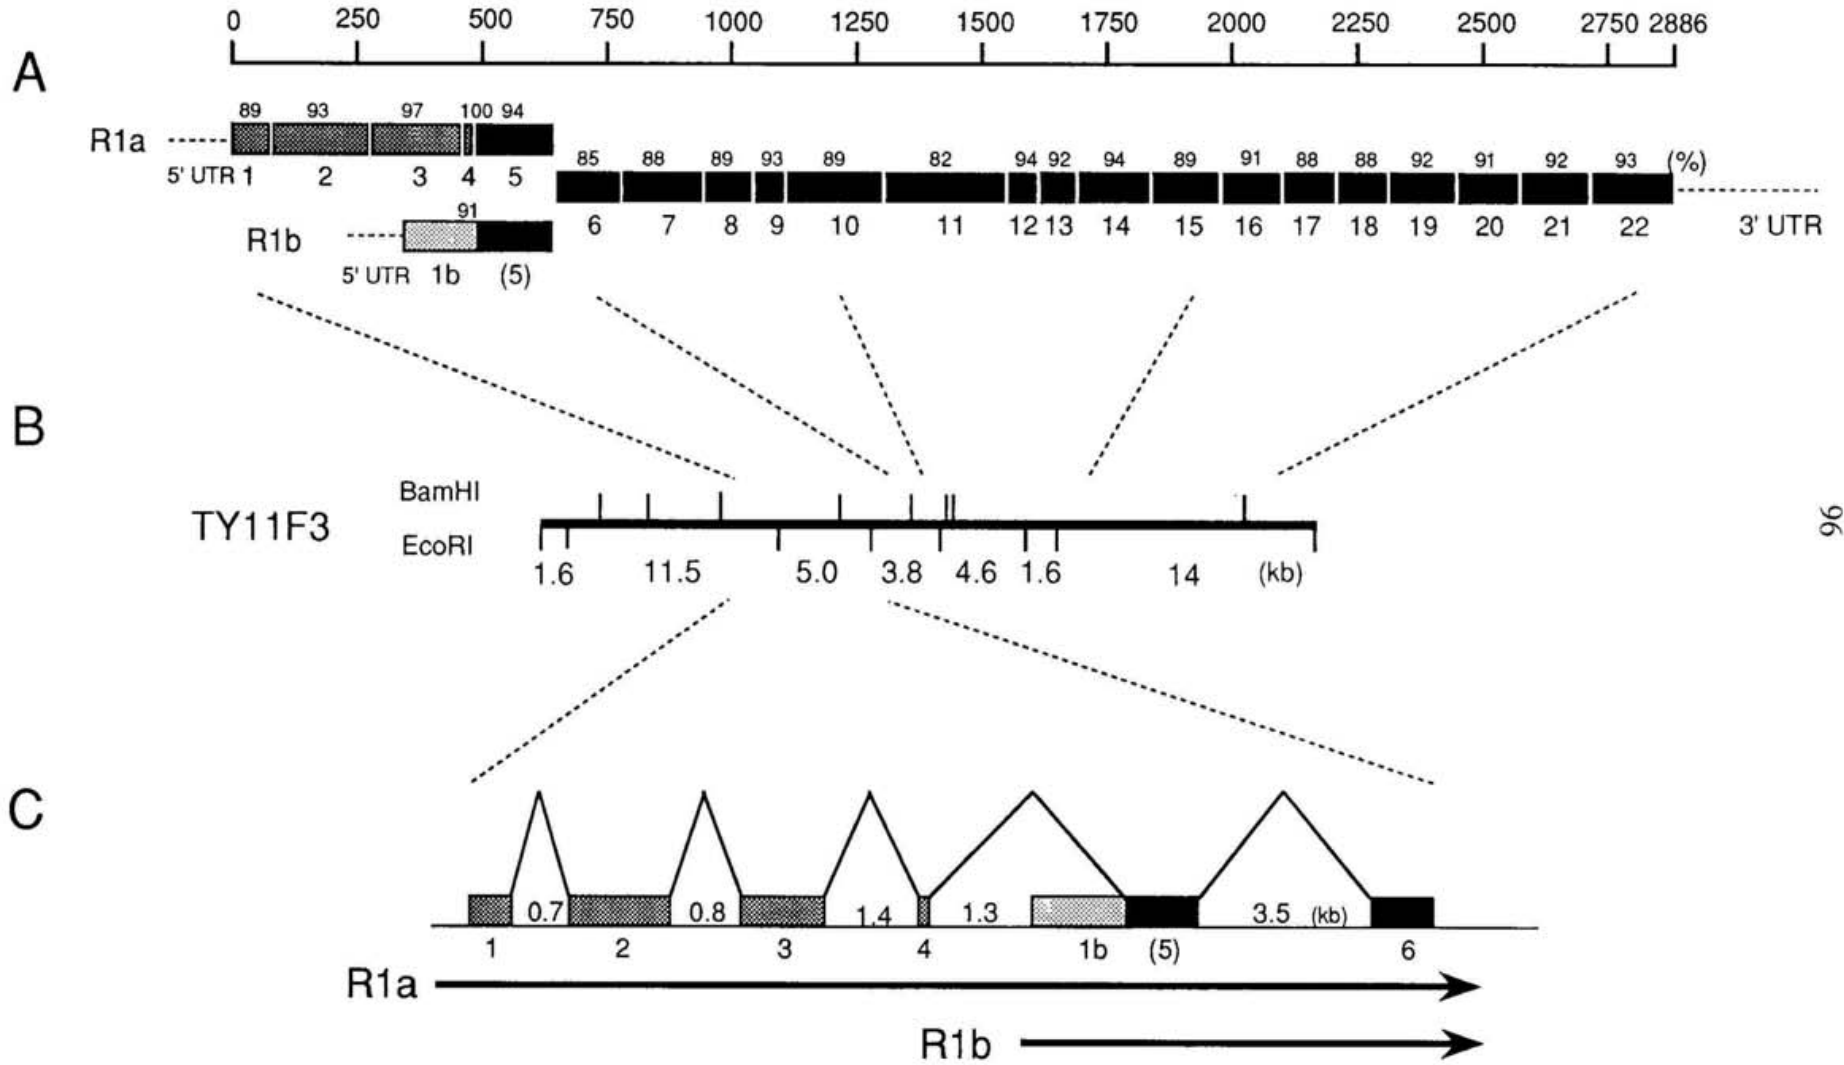 0 250 500 750 1000 1250 1500 1750 2000 2250 2500 2750 2886
A
89 93 97 100 94
R1a
85 88 89 93 89 82 94 92 94 89 91 88 88 92 91 92 93 (%)
5' UTR 1 2 3 4 5
91
6 7 8 9 10 11 12 13 14 15 16 17 18 19 20 21 22 3' UTR
R1b
5' UTR 1b (5)
B
BamHI
TY11F3
EcoRI
96
1.6 11.5 5.0 3.8 4.6 1.6 14 (kb)
C
0.7 0.8 1.4 1.3 3.5 (kb)
1 2 3 4 1b (5) 6
R1a
R1b